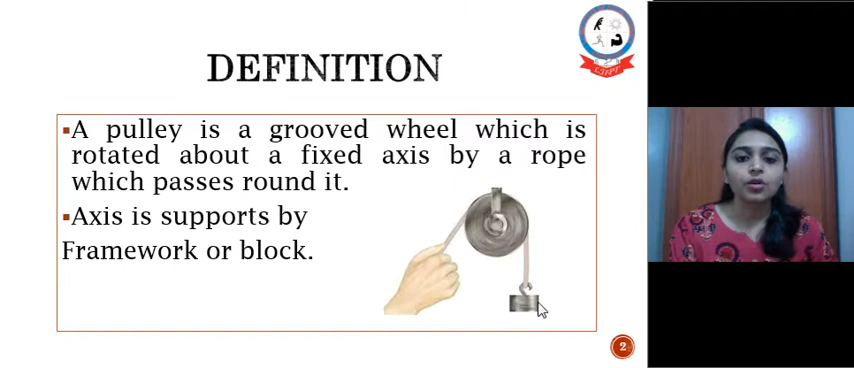 DEFINITION
▪A pulley is a grooved wheel which is
rotated about a fixed axis by a rope
which passes round it.
▪Axis is supports by
Framework or block.
2